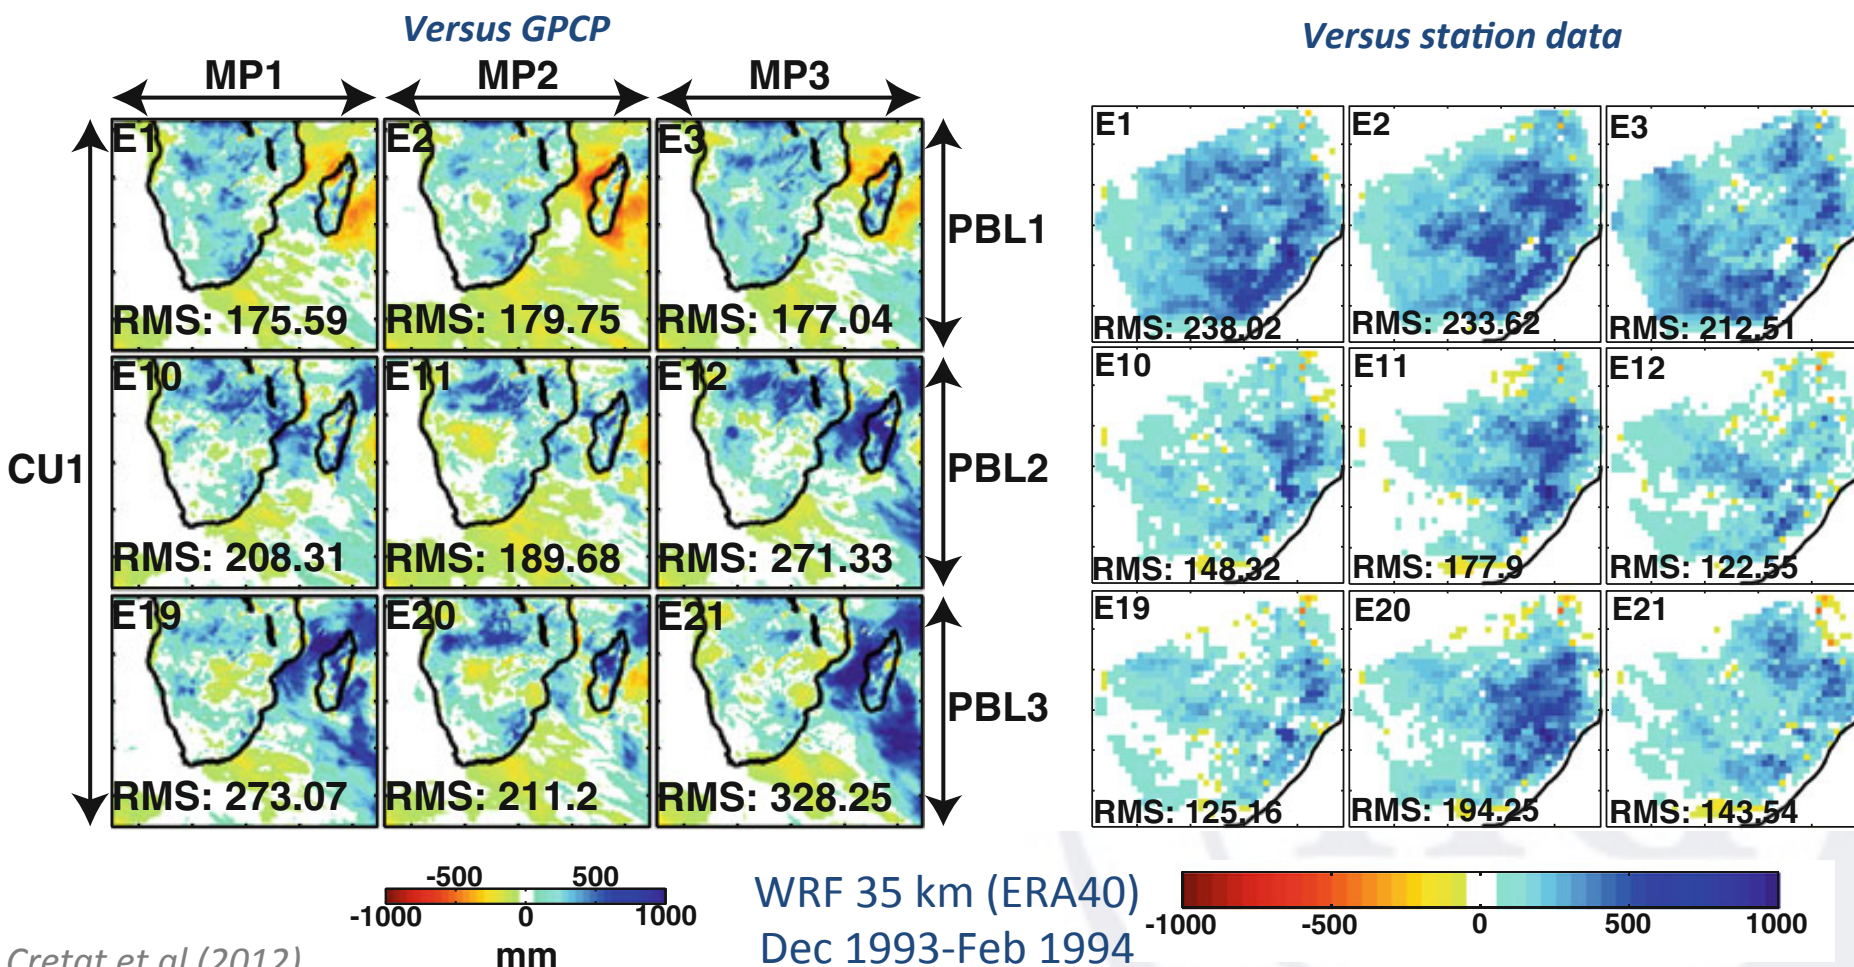 Versus GPCP
Versus station data
MP1 MP2 MP3
E1 E2 E3
PBL1
RMS: 175.59 RMS: 179.75 RMS: 177.04
E10 E11 E12
CU1
PBL2
RMS: 208.31 RMS: 189.68 RMS: 271.33
E19 E20 E21
PBL3
RMS: 273.07 RMS: 211.2 RMS: 328.25
E1 E2 E3
RMS: 238.02 RMS: 233.62 RMS: 212.51
E10 E11 E12
RMS: 148.32 RMS: 177.9 RMS: 122.55
E19 E20 E21
RMS: 125.16 RMS: 194.25 RMS: 143.54
-500 500
-1000 0 1000
mm
WRF 35 km (ERA40)
Dec 1993-Feb 1994
-1000 -500 0 500 1000
Cretat et al (2012)